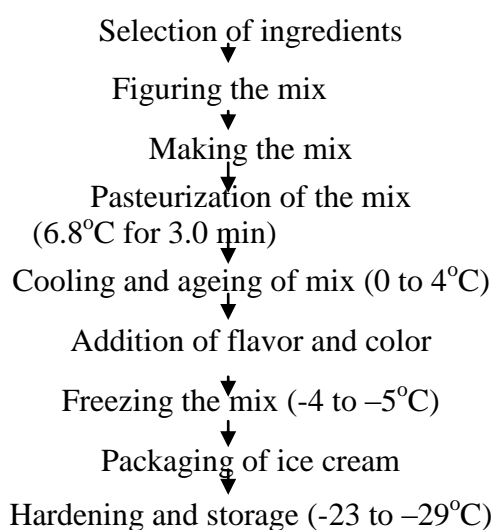 Selection of ingredients
Figuring the mix
Making the mix
Pasteurization of the mix
(6.8°C for 3.0 min)
Cooling and ageing of mix (0 to 4°C)
Addition of flavor and color
Freezing the mix (-4 to –5°C)
Packaging of ice cream
Hardening and storage (-23 to –29°C)